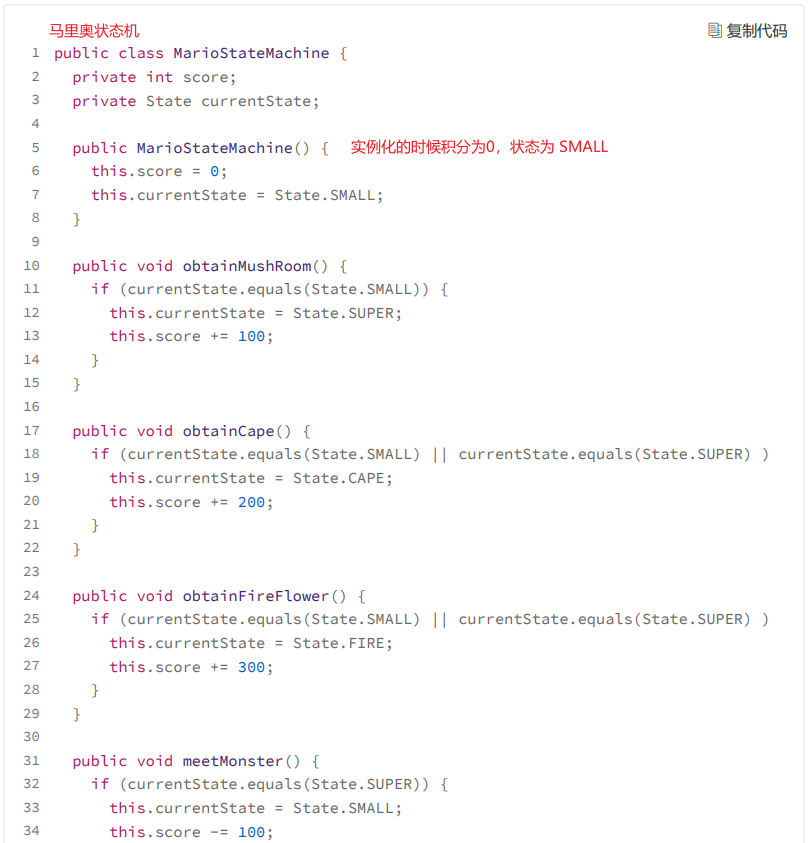 马里奥状态机
复制代码
1 public class MarioStateMachine {
2   private int score;
3   private State currentState;
4
5   public MarioStateMachine() {   实例化的时候积分为0，状态为 SMALL
6     this.score = 0;
7     this.currentState = State.SMALL;
8   }
9
10   public void obtainMushRoom() {
11     if (currentState.equals(State.SMALL)) {
12       this.currentState = State.SUPER;
13       this.score += 100;
14     }
15   }
16
17   public void obtainCape() {
18     if (currentState.equals(State.SMALL) || currentState.equals(State.SUPER) )
19       this.currentState = State.CAPE;
20       this.score += 200;
21     }
22   }
23
24   public void obtainFireFlower() {
25     if (currentState.equals(State.SMALL) || currentState.equals(State.SUPER) )
26       this.currentState = State.FIRE;
27       this.score += 300;
28     }
29   }
30
31   public void meetMonster() {
32     if (currentState.equals(State.SUPER)) {
33       this.currentState = State.SMALL;
34       this.score -= 100;